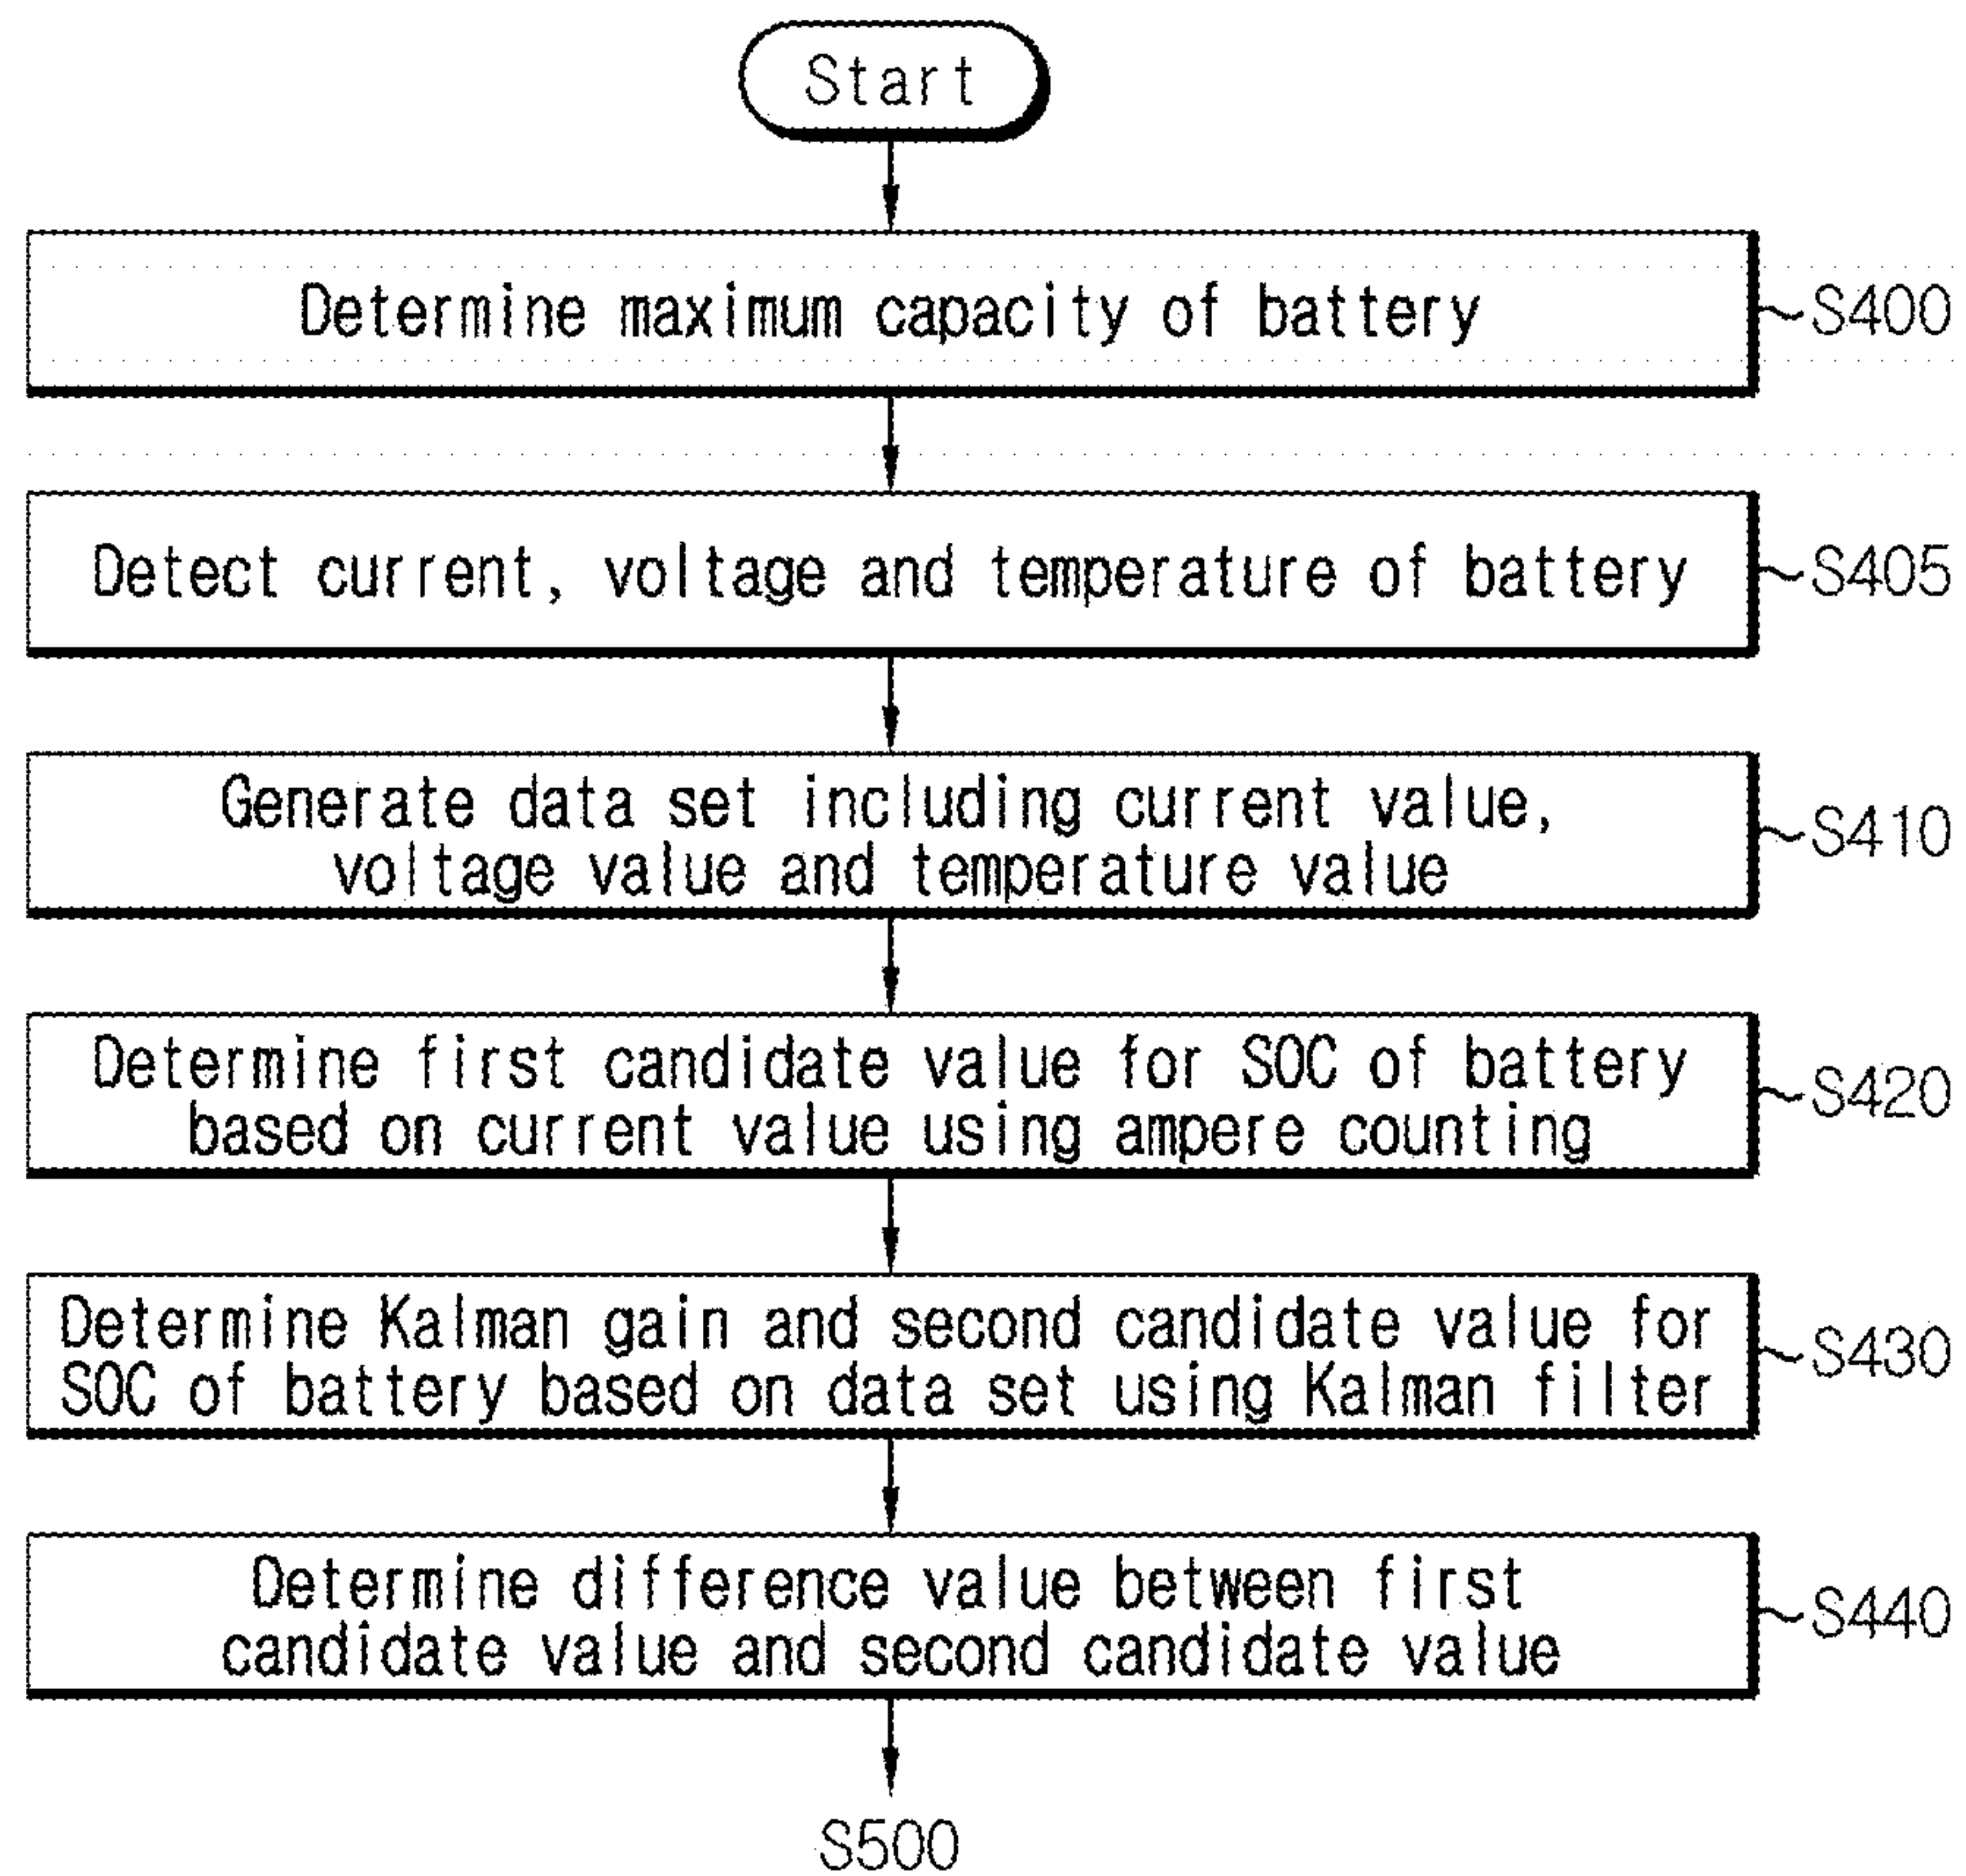 Start
Determine maximum capacity of battery
S400
Detect current, voltage and temperature of battery
S405
Generate data set including current value,
voltage value and temperature value
S410
Determine first candidate value for SOC of battery
based on current value using ampere counting
S420
Determine Kalman gain and second candidate value for
SOC of battery based on data set using Kalman filter
S430
Determine difference value between first
candidate value and second candidate value
S440
S500